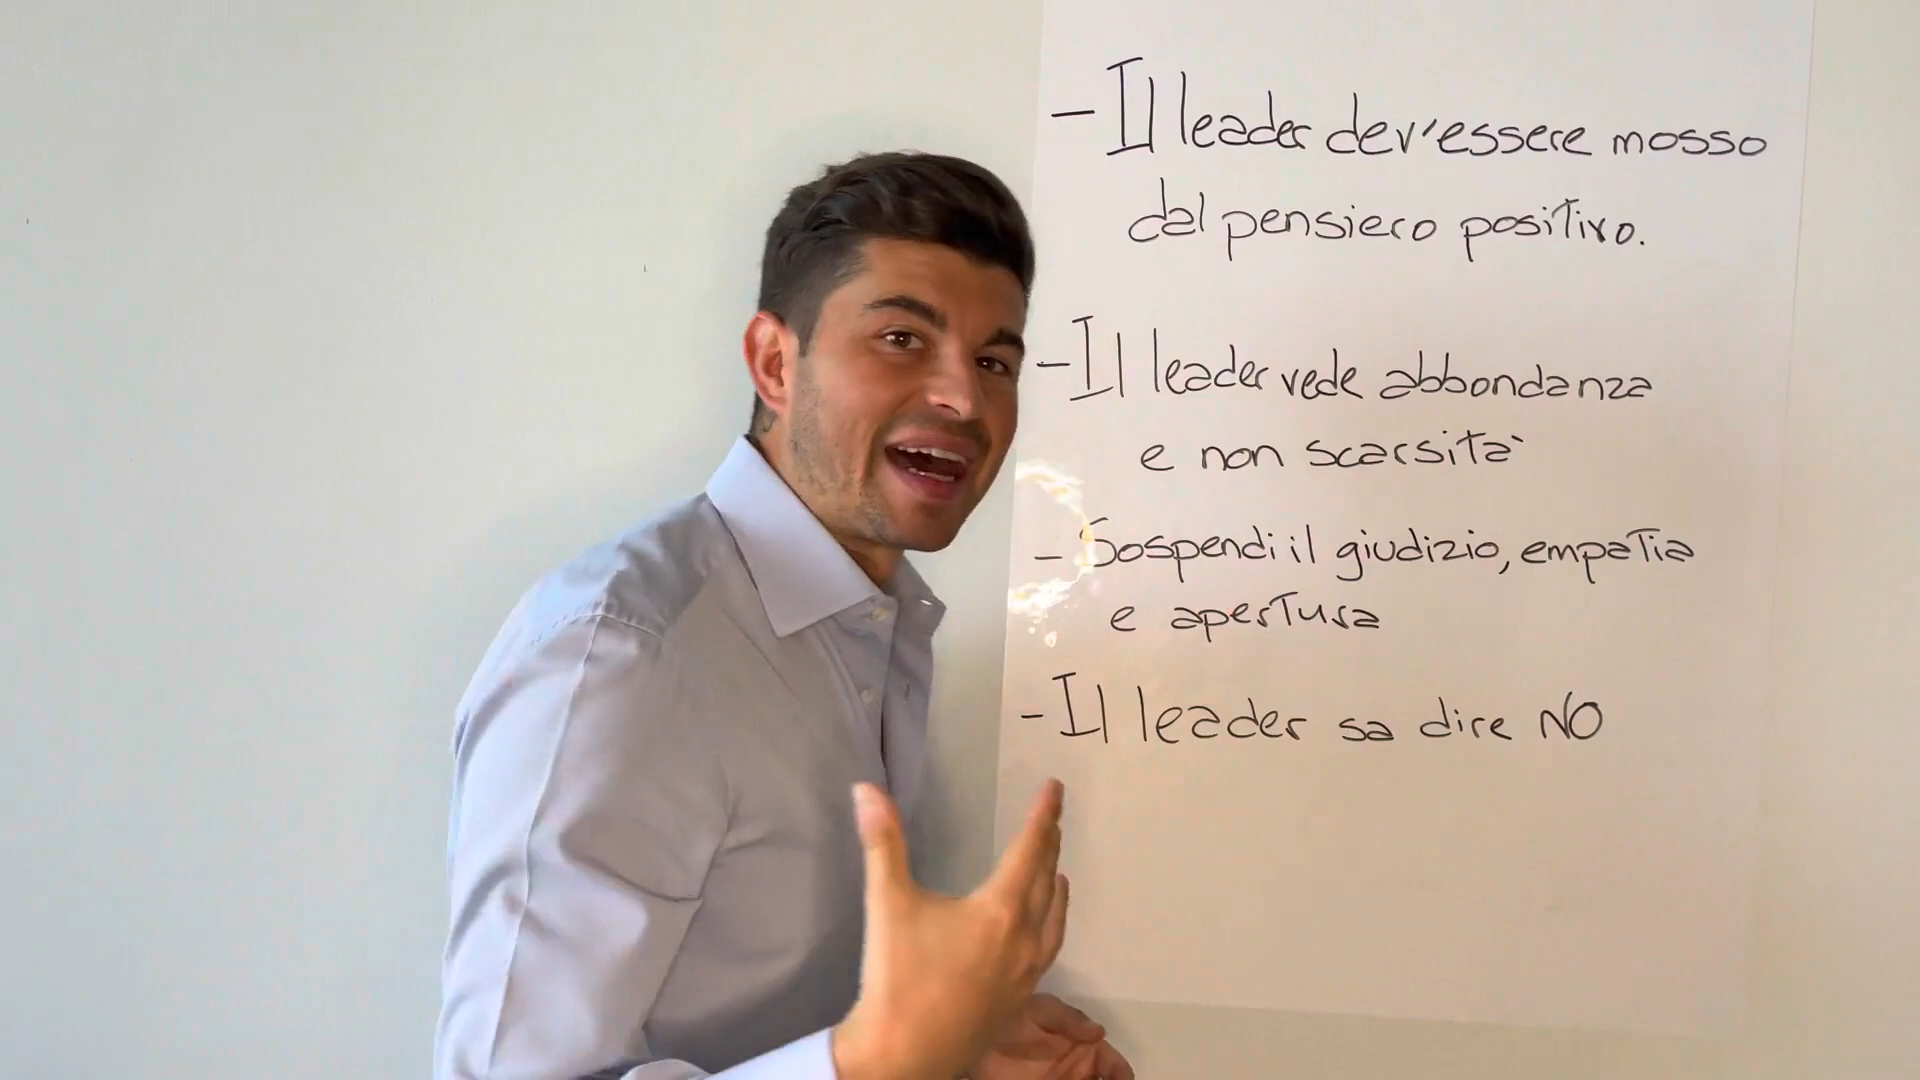 - Il leader dev'essere mosso
dal pensiero positivo.
- Il leader vede abbondanza
e non scarsità
- Sospendi il giudizio, empatia
e apertura
- Il leader sa dire NO